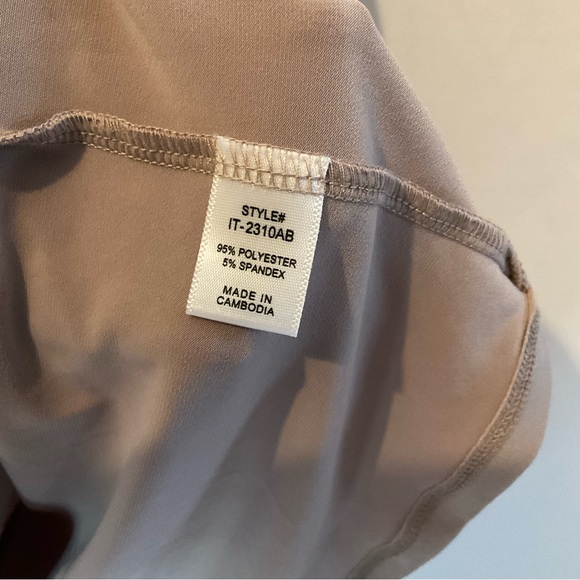 STYLE#
IT-2310AB
95% POLYESTER
5% SPANDEX
MADE IN
CAMBODIA